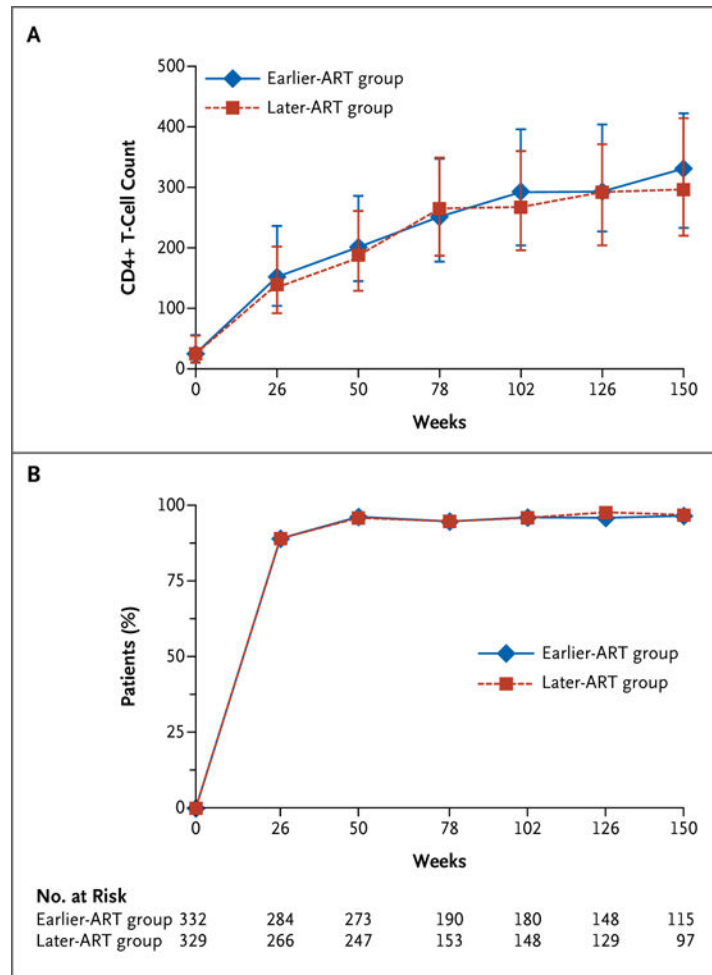 A
500
400
300
200
100
0
CD4+ T-Cell Count
Earlier-ART group
Later-ART group
0 26 50 78 102 126 150
Weeks
B
100
75
50
25
0
Patients (%)
Earlier-ART group
Later-ART group
0 26 50 78 102 126 150
Weeks
No. at Risk
Earlier-ART group 332 284 273 190 180 148 115
Later-ART group 329 266 247 153 148 129 97